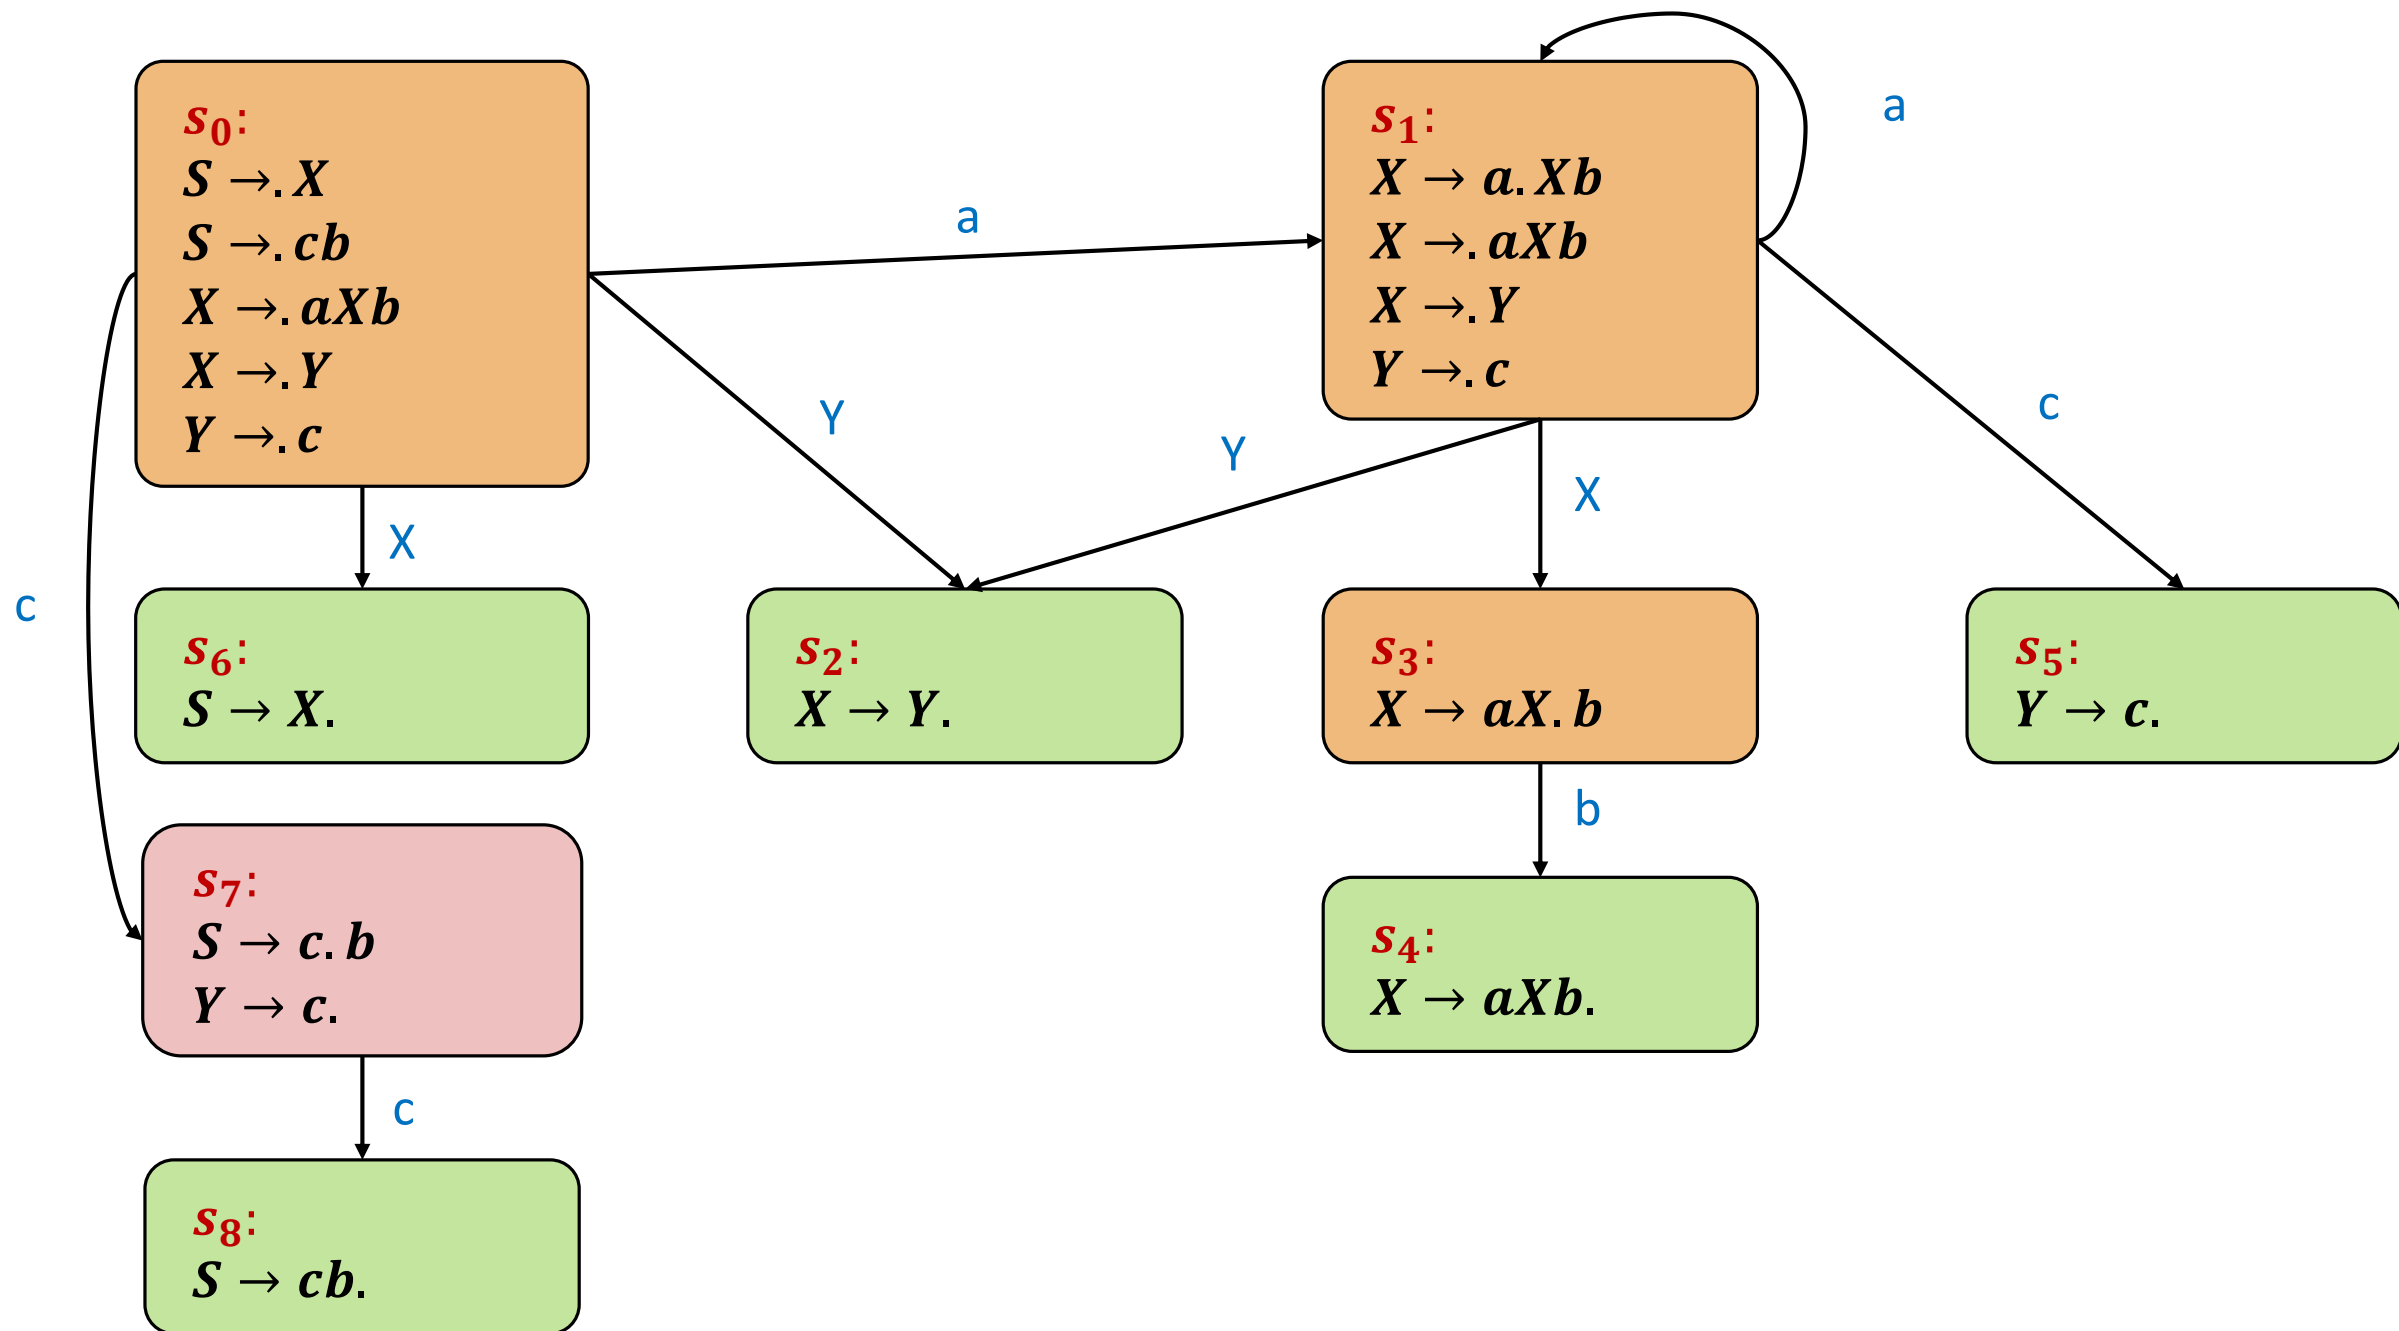 s₀:
S →. X
S →. cb
X →. aXb
X →. Y
Y →. c
a
s₁:
X → a. Xb
X →. aXb
X →. Y
Y →. c
a
Y
Y
X
c
X
c
s₆:
S → X.
s₂:
X → Y.
s₃:
X → aX. b
s₅:
Y → c.
b
s₇:
S → c. b
Y → c.
s₄:
X → aXb.
c
s₈:
S → cb.